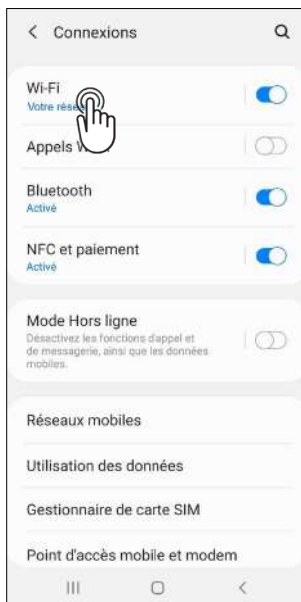 Connexions
Wi-Fi
Votre
Appels
Bluetooth
Activé
NFC et paiement
Activé
Mode Hors ligne
Désactivez les fonctions d'appel et
de messagerie, ainsi que les données
mobiles.
Réseaux mobiles
Utilisation des données
Gestionnaire de carte SIM
Point d'accès mobile et modem